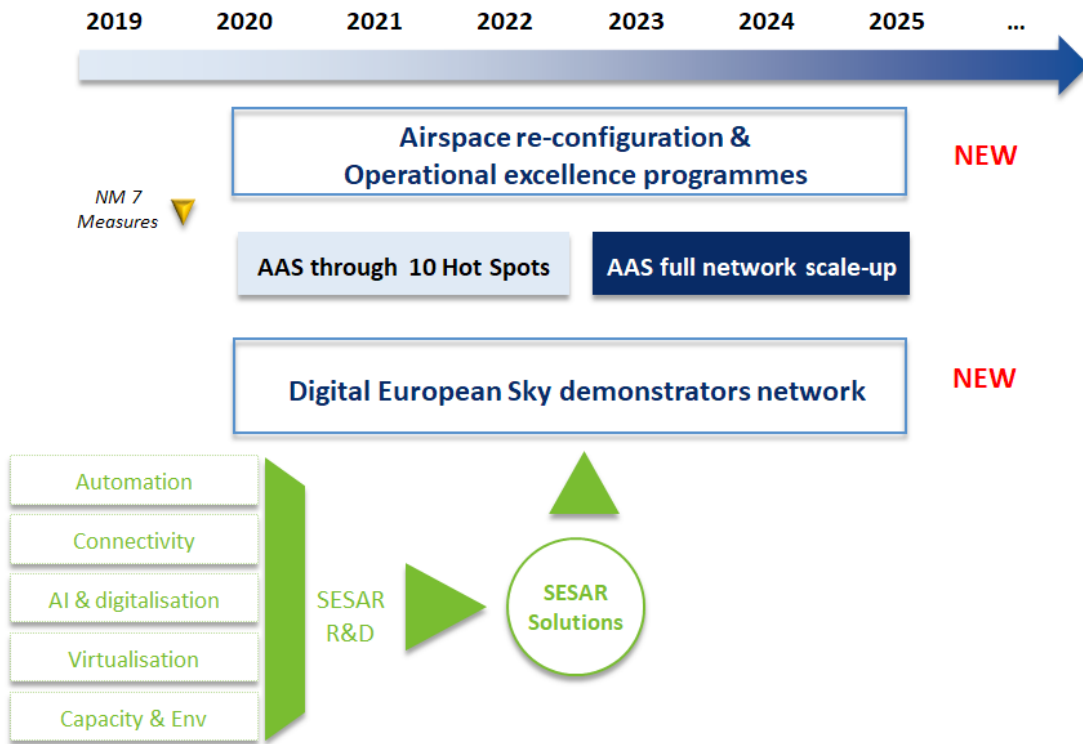 2019 2020 2021 2022 2023 2024 2025 ...
Airspace re-configuration &
Operational excellence programmes
NEW
NM 7
Measures
AAS through 10 Hot Spots
AAS full network scale-up
Digital European Sky demonstrators network
NEW
Automation
Connectivity
AI & digitalisation
Virtualisation
Capacity & Env
SESAR
R&D
SESAR
Solutions